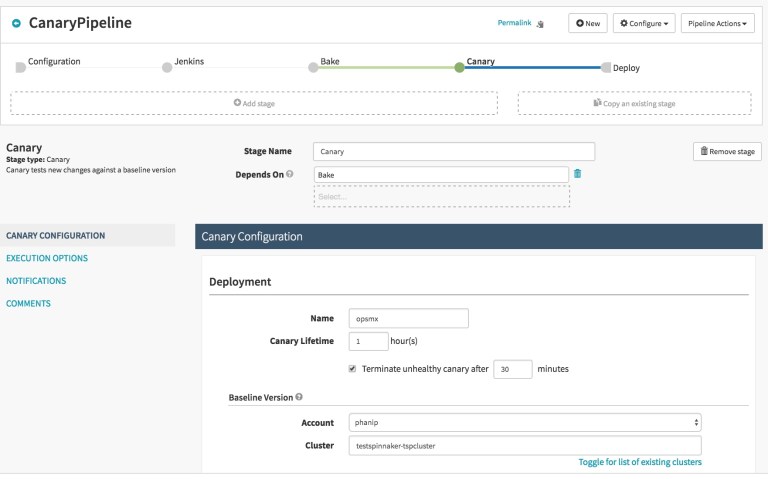 CanaryPipeline
Permalink
New
Configure
Pipeline Actions
Configuration
Jenkins
Bake
Canary
Deploy
Add stage
Copy an existing stage
Canary
Stage type: Canary
Canary tests new changes against a baseline version
Stage Name
Canary
Remove stage
Depends On
Bake
Select...
CANARY CONFIGURATION
EXECUTION OPTIONS
NOTIFICATIONS
COMMENTS
Canary Configuration
Deployment
Name
opsmx
Canary Lifetime
1 hour(s)
Terminate unhealthy canary after 30 minutes
Baseline Version
Account
phanip
Cluster
testspinnaker-tspcluster
Toggle for list of existing clusters